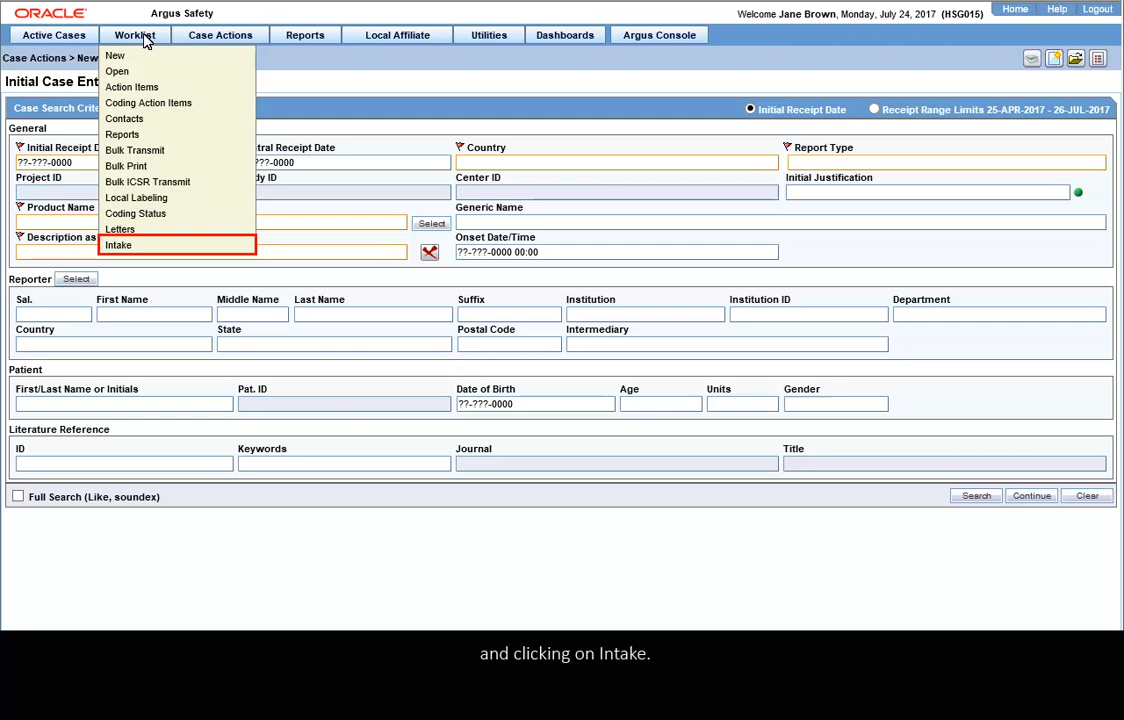 ORACLE® Argus Safety
Welcome Jane Brown, Monday, July 24, 2017 (HSG015)
Home Help Logout
Active Cases Worklist Case Actions Reports Local Affiliate Utilities Dashboards Argus Console
Case Actions > New
New
Open
Action Items
Coding Action Items
Contacts
Reports
Bulk Transmit
Bulk Print
Bulk ICSR Transmit
Local Labeling
Coding Status
Letters
Intake
Initial Case Ent
Case Search Crite
Initial Receipt Date Receipt Range Limits 25-APR-2017 - 26-JUL-2017
General
Initial Receipt D ntral Receipt Date Country Report Type
??-???-0000 ??-???-0000
Project ID dy ID Center ID Initial Justification
Product Name Select Generic Name
Description as Onset Date/Time
??-???-0000 00:00
Reporter Select
Sal. First Name Middle Name Last Name Suffix Institution Institution ID Department
Country State Postal Code Intermediary
Patient
First/Last Name or Initials Pat. ID Date of Birth Age Units Gender
??-???-0000
Literature Reference
ID Keywords Journal Title
Full Search (Like, soundex) Search Continue Clear
and clicking on Intake.